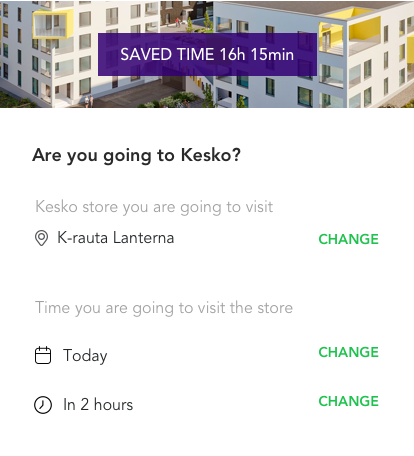 SAVED TIME 16h 15min
Are you going to Kesko?
Kesko store you are going to visit
K-rauta Lanterna CHANGE
Time you are going to visit the store
Today CHANGE
In 2 hours CHANGE